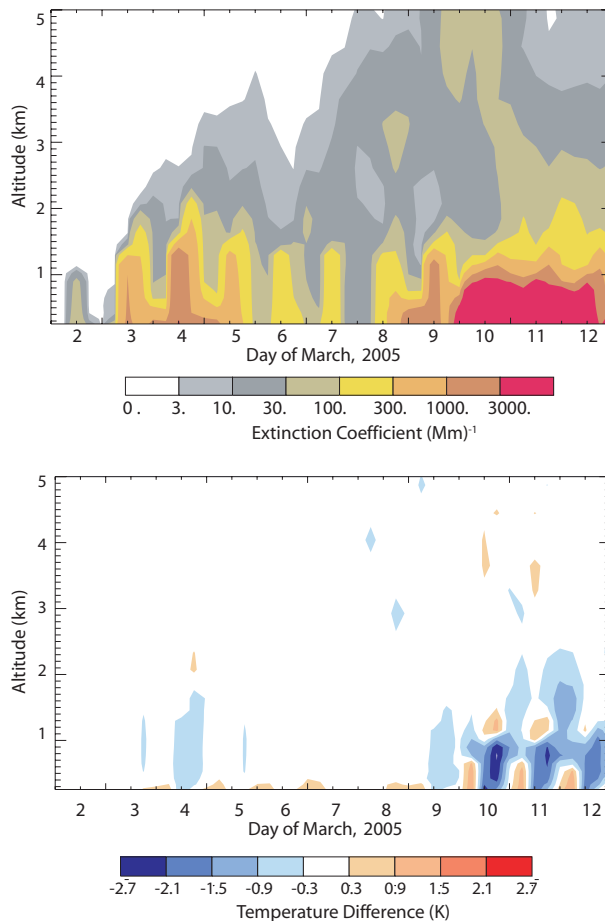 5
4
3
2
1
Altitude (km)
2 3 4 5 6 7 8 9 10 11 12
Day of March, 2005
0. 3. 10. 30. 100. 300. 1000. 3000.
Extinction Coefficient (Mm)-1
5
4
3
2
1
Altitude (km)
2 3 4 5 6 7 8 9 10 11 12
Day of March, 2005
-2.7 -2.1 -1.5 -0.9 -0.3 0.3 0.9 1.5 2.1 2.7
Temperature Difference (K)